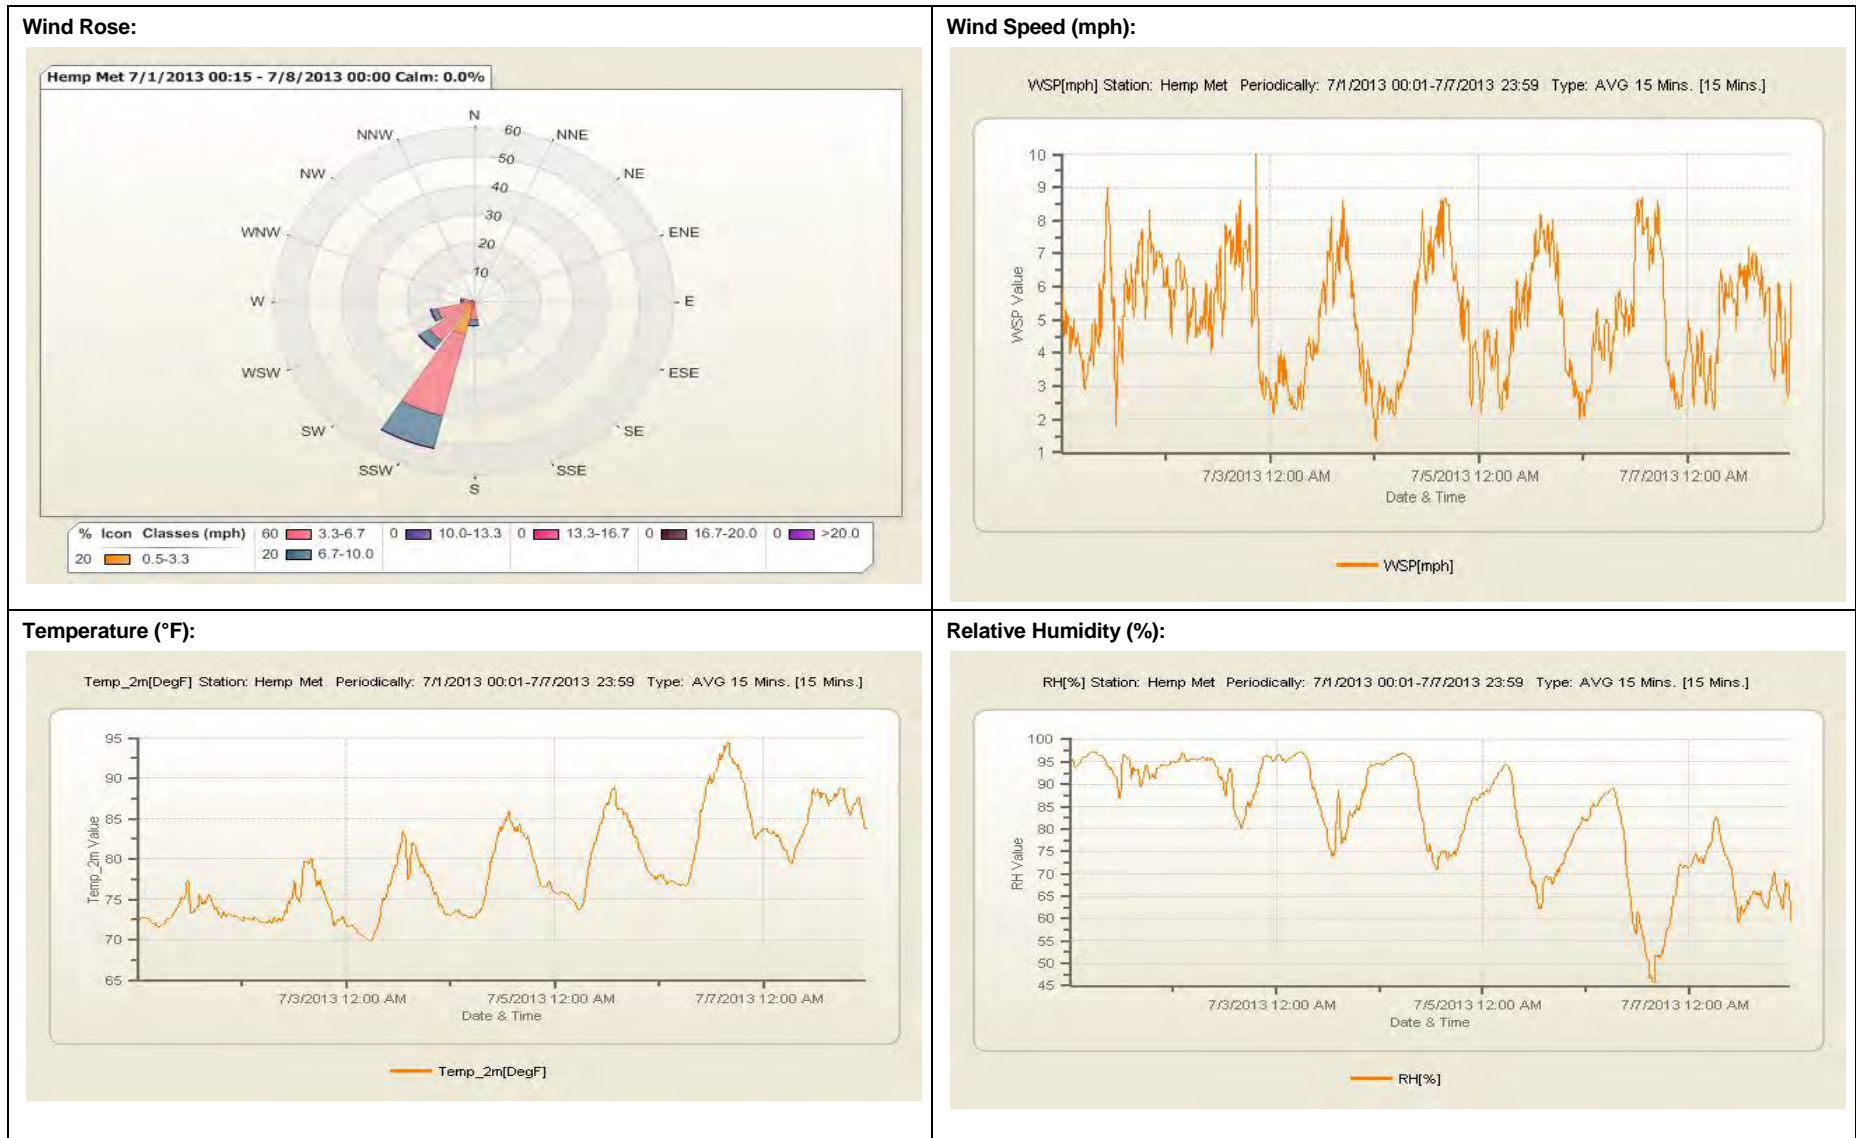 Wind Rose:
Hemp Met 7/1/2013 00:15 - 7/8/2013 00:00 Calm: 0.0%
N
NNW
60
NNE
50
NW
NE
40
30
WNW
ENE
20
10
W
E
WSW
ESE
SW
SE
SSW
SSE
S
% Icon Classes (mph) 60 3.3-6.7 0 10.0-13.3 0 13.3-16.7 0 16.7-20.0 0 >20.0
20 0.5-3.3 20 6.7-10.0
Wind Speed (mph):
WSP[mph] Station: Hemp Met Periodically: 7/1/2013 00:01-7/7/2013 23:59 Type: AVG 15 Mins. [15 Mins.]
10
9
8
7
6
5
4
3
2
1
WSP Value
7/3/2013 12:00 AM 7/5/2013 12:00 AM 7/7/2013 12:00 AM
Date & Time
WSP[mph]
Temperature (°F):
Temp_2m[DegF] Station: Hemp Met Periodically: 7/1/2013 00:01-7/7/2013 23:59 Type: AVG 15 Mins. [15 Mins.]
95
90
85
80
75
70
65
Temp_2m Value
7/3/2013 12:00 AM 7/5/2013 12:00 AM 7/7/2013 12:00 AM
Date & Time
Temp_2m[DegF]
Relative Humidity (%):
RH[%] Station: Hemp Met Periodically: 7/1/2013 00:01-7/7/2013 23:59 Type: AVG 15 Mins. [15 Mins.]
100
95
90
85
80
75
70
65
60
55
50
45
RH Value
7/3/2013 12:00 AM 7/5/2013 12:00 AM 7/7/2013 12:00 AM
Date & Time
RH[%]